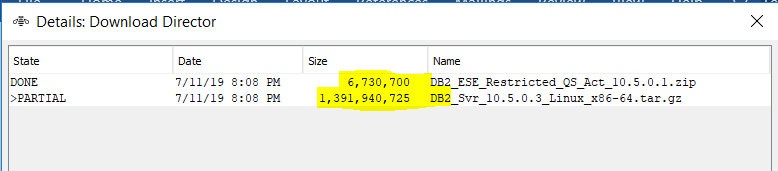 Details: Download Director
State Date Size Name
DONE 7/11/19 8:08 PM 6,730,700 DB2_ESE_Restricted_QS_Act_10.5.0.1.zip
>PARTIAL 7/11/19 8:08 PM 1,391,940,725 DB2_Svr_10.5.0.3_Linux_x86-64.tar.gz